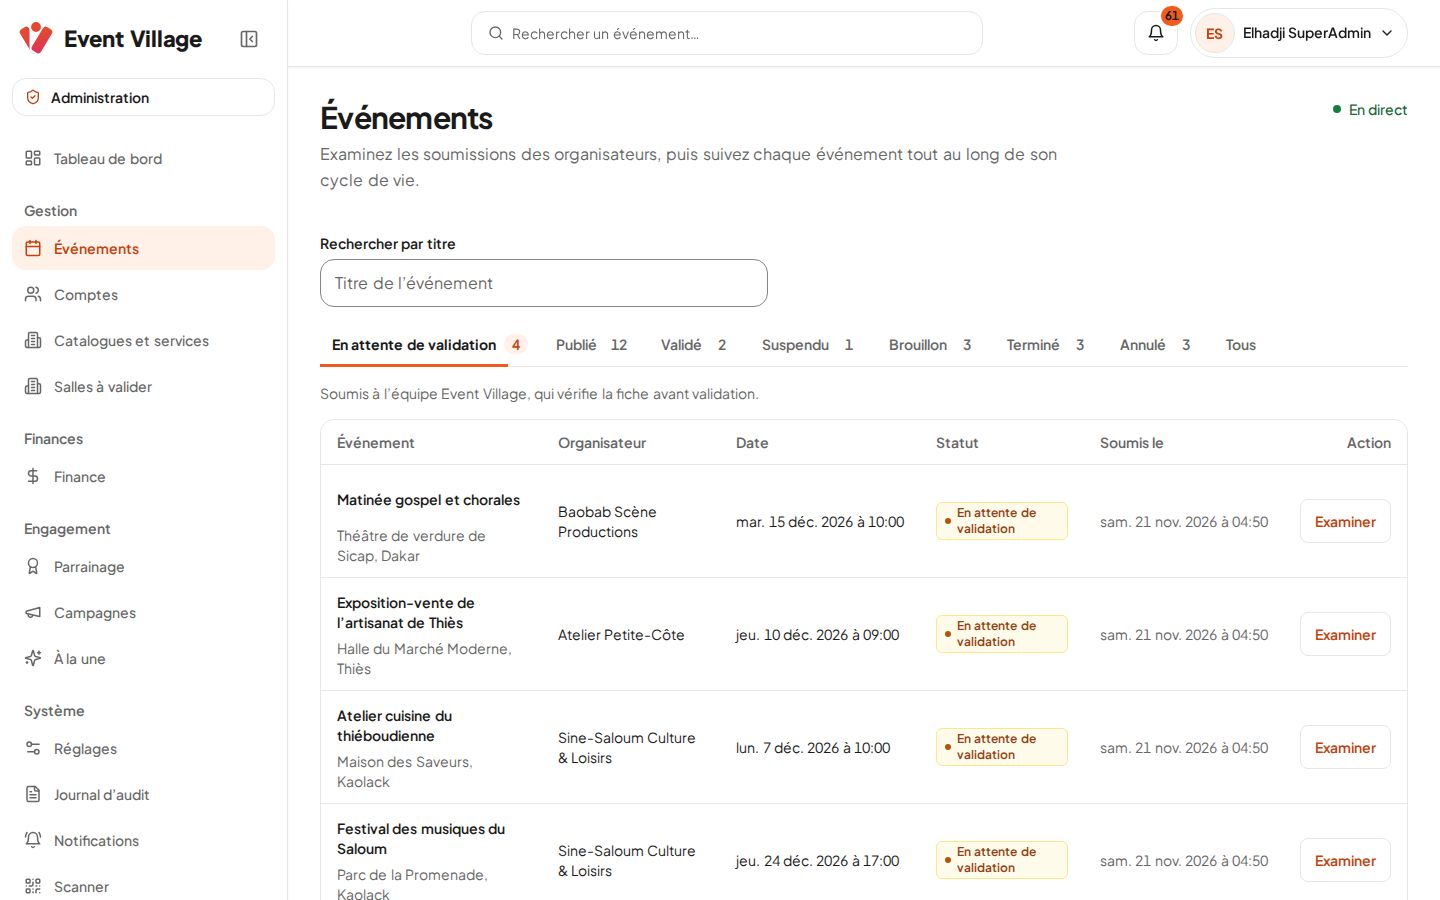 Event Village
Rechercher un événement…
61
ES
Elhadji SuperAdmin
Administration
Tableau de bord
Gestion
Événements
Comptes
Catalogues et services
Salles à valider
Finances
Finance
Engagement
Parrainage
Campagnes
À la une
Système
Réglages
Journal d’audit
Notifications
Scanner
Événements
En direct
Examinez les soumissions des organisateurs, puis suivez chaque événement tout au long de son
cycle de vie.
Rechercher par titre
Titre de l’événement
En attente de validation 4 Publié 12 Validé 2 Suspendu 1 Brouillon 3 Terminé 3 Annulé 3 Tous
Soumis à l’équipe Event Village, qui vérifie la fiche avant validation.
Événement Organisateur Date Statut Soumis le Action
Matinée gospel et chorales
Théâtre de verdure de
Sicap, Dakar
Baobab Scène
Productions
mar. 15 déc. 2026 à 10:00
En attente de
validation
sam. 21 nov. 2026 à 04:50
Examiner
Exposition-vente de
l’artisanat de Thiès
Halle du Marché Moderne,
Thiès
Atelier Petite-Côte
jeu. 10 déc. 2026 à 09:00
En attente de
validation
sam. 21 nov. 2026 à 04:50
Examiner
Atelier cuisine du
thiéboudienne
Maison des Saveurs,
Kaolack
Sine-Saloum Culture
& Loisirs
lun. 7 déc. 2026 à 10:00
En attente de
validation
sam. 21 nov. 2026 à 04:50
Examiner
Festival des musiques du
Saloum
Parc de la Promenade,
Kaolack
Sine-Saloum Culture
& Loisirs
jeu. 24 déc. 2026 à 17:00
En attente de
validation
sam. 21 nov. 2026 à 04:50
Examiner